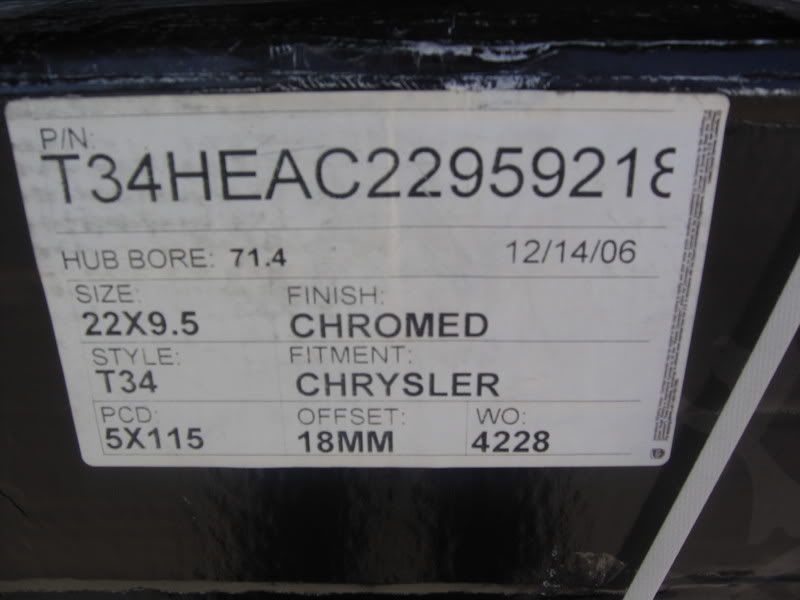 P/N:
T34HEAC22959218
HUB BORE: 71.4 12/14/06
SIZE: FINISH:
22X9.5 CHROMED
STYLE: FITMENT:
T34 CHRYSLER
PCD: OFFSET: WO:
5X115 18MM 4228